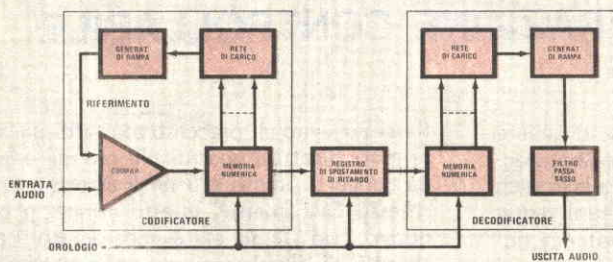 GENERAT.
DI RAMPA
RETE
DI CARICO
RIFERIMENTO
COMPAR.
ENTRATA
AUDIO
MEMORIA
NUMERICA
CODIFICATORE
REGISTRO
DI SPOSTAMENTO
DI RITARDO
RETE
DI CARICO
GENERAT.
DI RAMPA
MEMORIA
NUMERICA
FILTRO
PASSA
BASSO
DECODIFICATORE
OROLOGIO
USCITA AUDIO